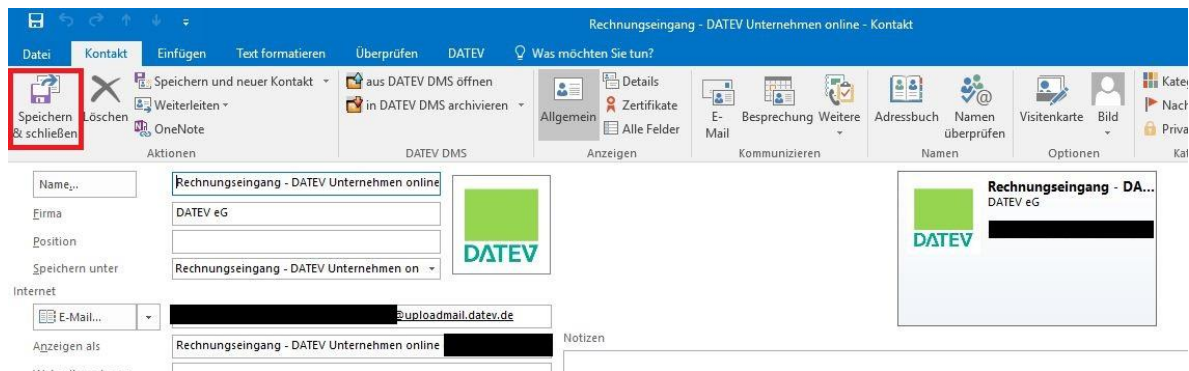 Rechnungseingang - DATEV Unternehmen online - Kontakt
Datei Kontakt Einfügen Text formatieren Überprüfen DATEV Was möchten Sie tun?
Speichern & schließen
Löschen
Speichern und neuer Kontakt
Weiterleiten
OneNote
Aktionen
aus DATEV DMS öffnen
in DATEV DMS archivieren
DATEV DMS
Allgemein
Details
Zertifikate
Alle Felder
Anzeigen
E-Mail
Besprechung
Weitere
Kommunizieren
Adressbuch
Namen überprüfen
Namen
Visitenkarte
Bild
Optionen
Name...
Rechnungseingang - DATEV Unternehmen online
Firma
DATEV eG
Position
Speichern unter
Rechnungseingang - DATEV Unternehmen on
DATEV
Rechnungseingang - DA...
DATEV eG
DATEV
Internet
E-Mail...
@uploadmail.datev.de
Anzeigen als
Rechnungseingang - DATEV Unternehmen online
Notizen